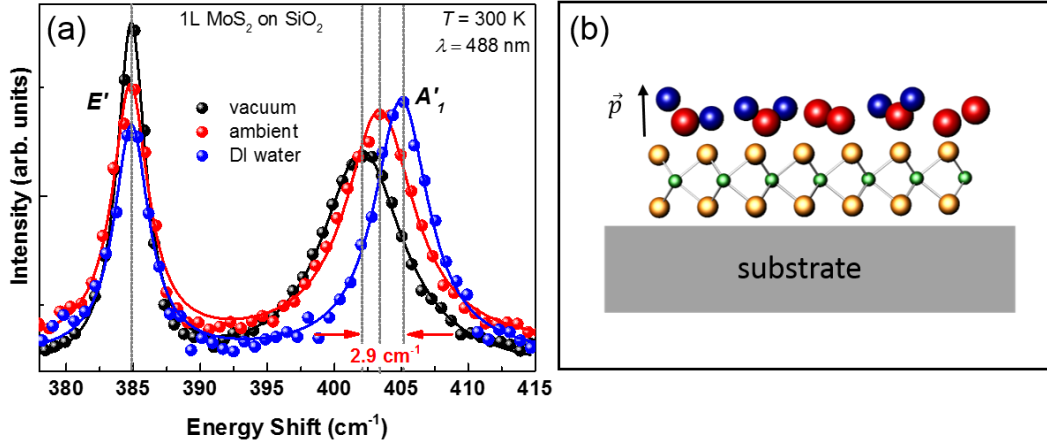 (a)
1L MoS₂ on SiO₂
T = 300 K
λ = 488 nm
E'
A'₁
vacuum
ambient
DI water
2.9 cm⁻¹
Intensity (arb. units)
380 385 390 395 400 405 410 415
Energy Shift (cm⁻¹)
(b)
p⃗
substrate